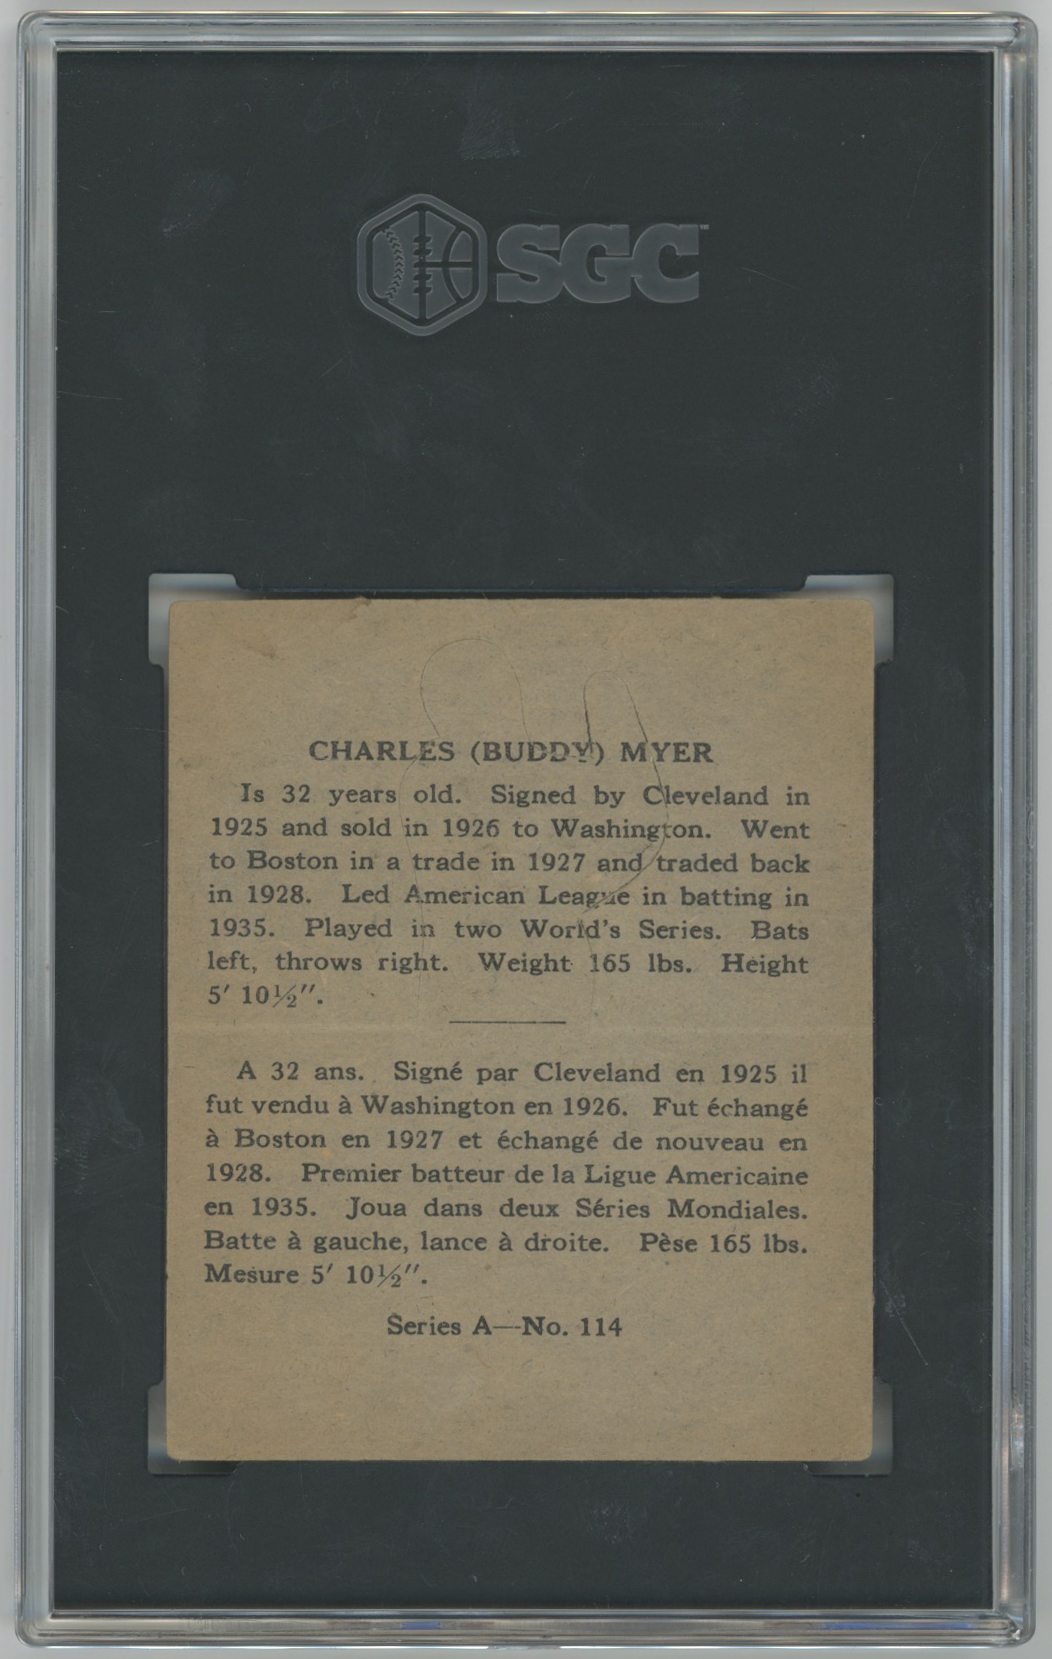 SGC™
CHARLES (BUDDY) MYER
Is 32 years old. Signed by Cleveland in
1925 and sold in 1926 to Washington. Went
to Boston in a trade in 1927 and traded back
in 1928. Led American League in batting in
1935. Played in two World's Series. Bats
left, throws right. Weight 165 lbs. Height
5′ 10½″.
A 32 ans. Signé par Cleveland en 1925 il
fut vendu à Washington en 1926. Fut échangé
à Boston en 1927 et échangé de nouveau en
1928. Premier batteur de la Ligue Americaine
en 1935. Joua dans deux Séries Mondiales.
Batte à gauche, lance à droite. Pèse 165 lbs.
Mesure 5′ 10½″.
Series A—No. 114